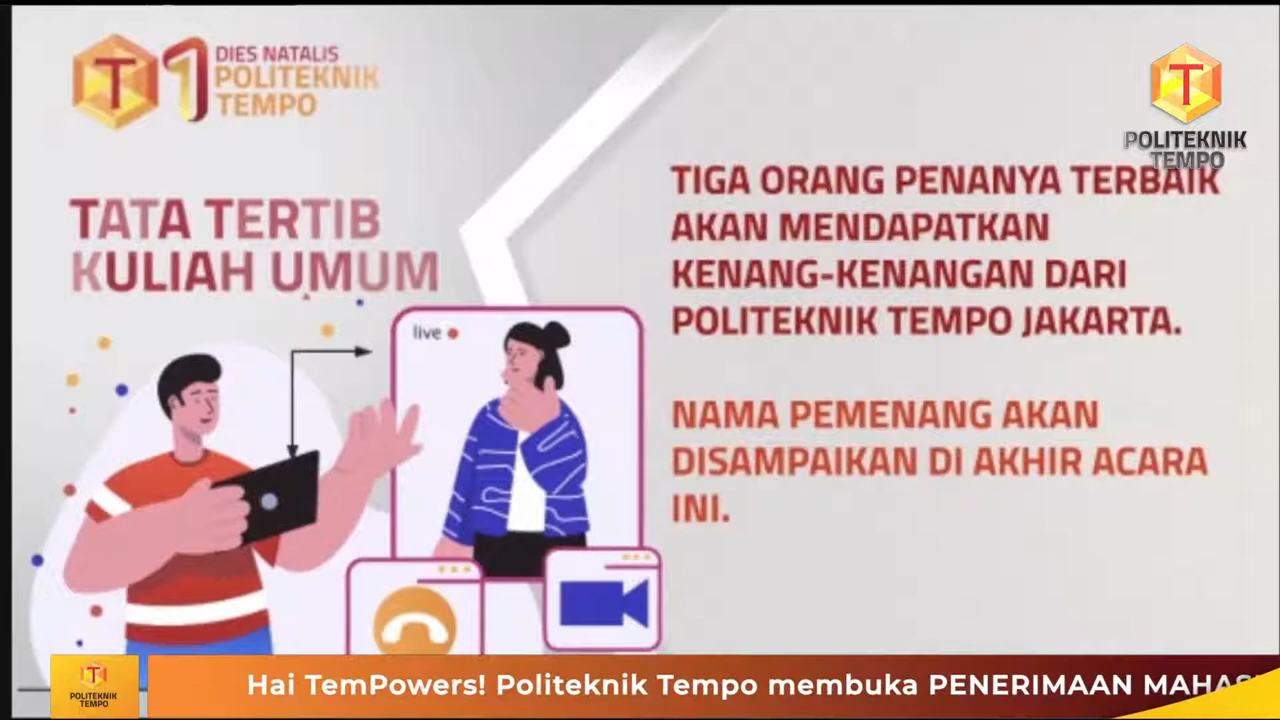 DIES NATALIS
POLITEKNIK
TEMPO
POLITEKNIK
TEMPO
TATA TERTIB
KULIAH UMUM
TIGA ORANG PENANYA TERBAIK
AKAN MENDAPATKAN
KENANG-KENANGAN DARI
POLITEKNIK TEMPO JAKARTA.
NAMA PEMENANG AKAN
DISAMPAIKAN DI AKHIR ACARA
INI.
live
POLITEKNIK
TEMPO
Hai TemPowers! Politeknik Tempo membuka PENERIMAAN